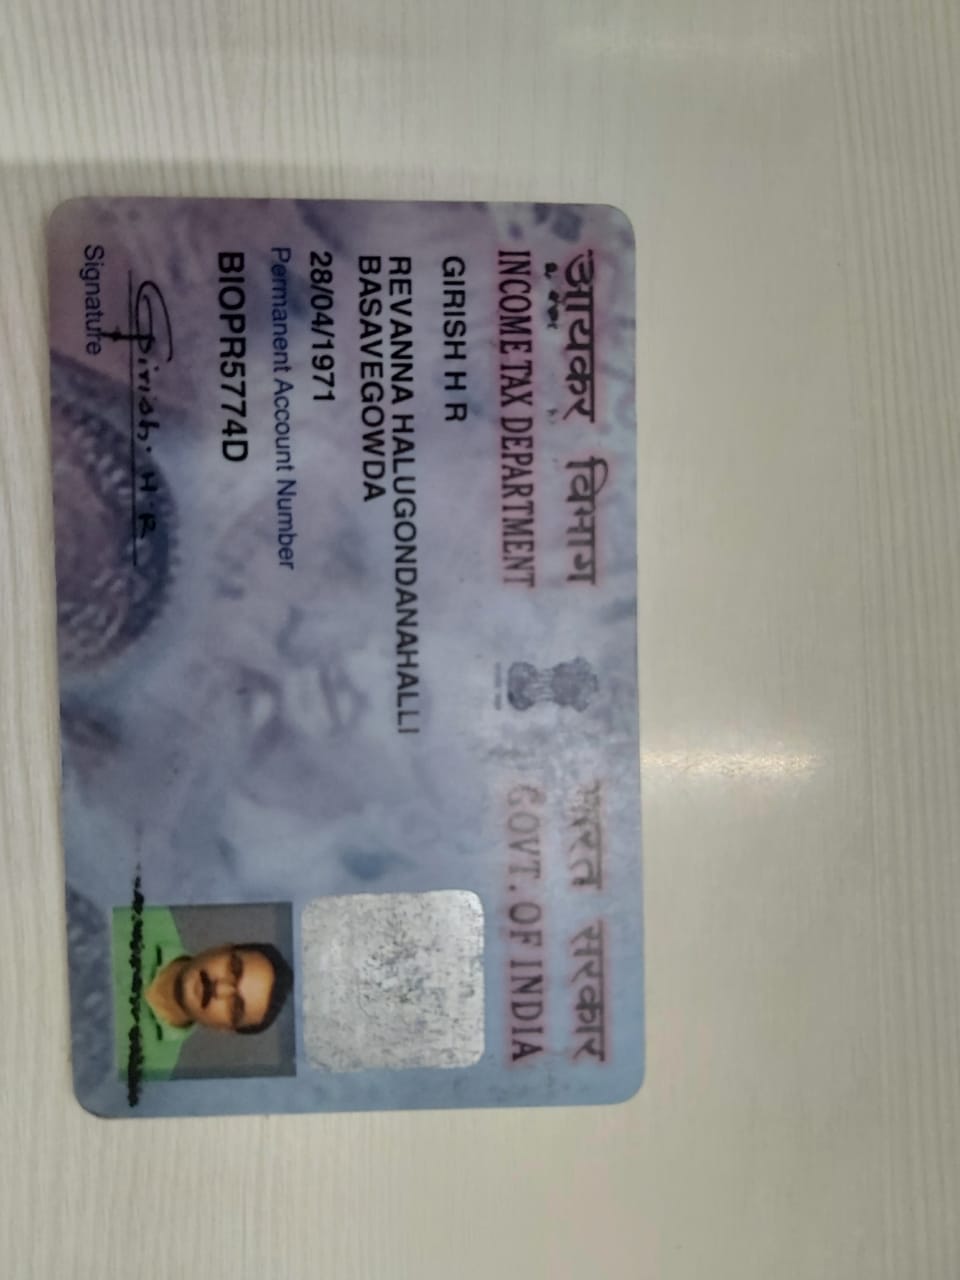 आयकर विभाग
INCOME TAX DEPARTMENT
भारत सरकार
GOVT. OF INDIA
GIRISH H R
REVANNA HALUGONDANAHALLI
BASAVEGOWDA
28/04/1971
Permanent Account Number
BIOPR5774D
Girish. H R
Signature